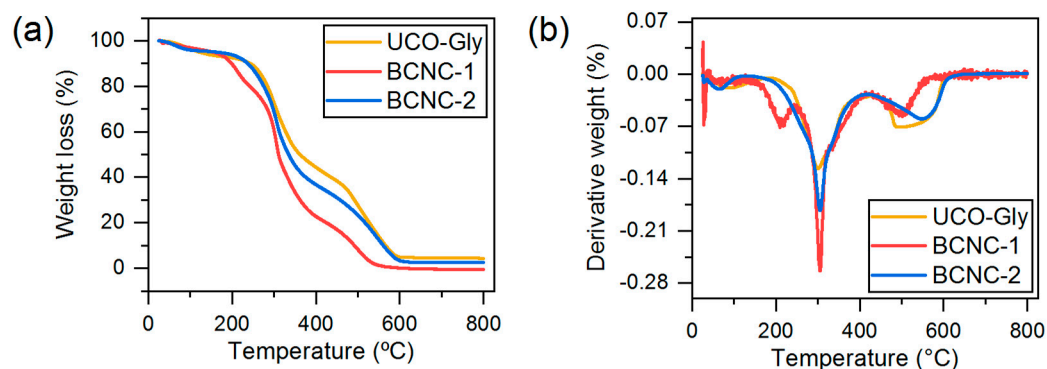 (a)
Weight loss (%)
100
80
60
40
20
0
0
200
400
600
800
Temperature (ºC)
UCO-Gly
BCNC-1
BCNC-2
(b)
Derivative weight (%)
0.07
0.00
-0.07
-0.14
-0.21
-0.28
200
400
600
800
Temperature (°C)
UCO-Gly
BCNC-1
BCNC-2